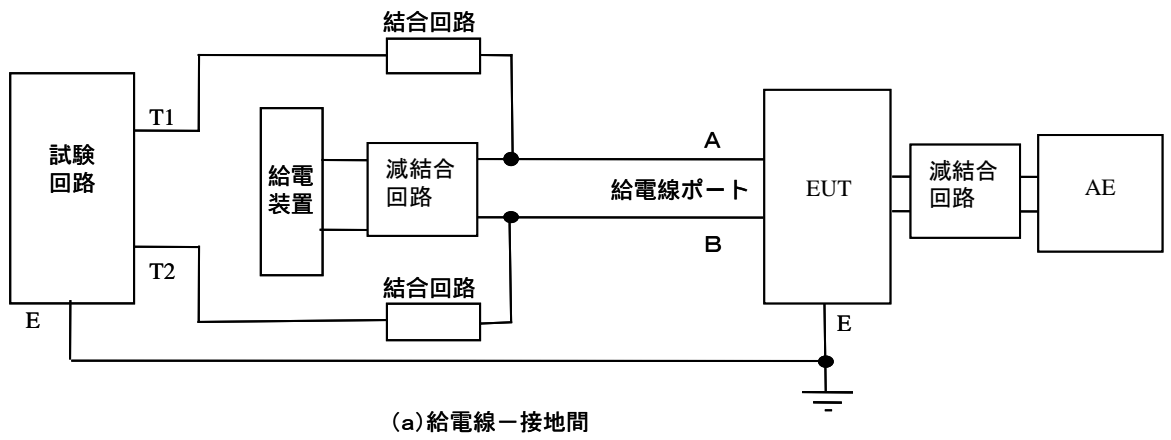 結合回路
T1
試験
回路
給電
装置
減結合
回路
A
給電線ポート
B
EUT
減結合
回路
AE
T2
結合回路
E
E
(a)給電線－接地間